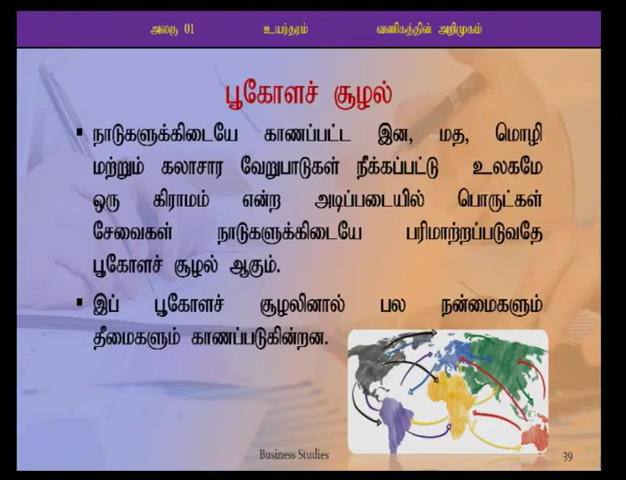 அலகு 01 உயர்தரம் வணிகத்தின் அறிமுகம்
பூகோளச் சூழல்
▪ நாடுகளுக்கிடையே காணப்பட்ட இன, மத, மொழி
மற்றும் கலாசார வேறுபாடுகள் நீக்கப்பட்டு உலகமே
ஒரு கிராமம் என்ற அடிப்படையில் பொருட்கள்
சேவைகள் நாடுகளுக்கிடையே பரிமாற்றப்படுவதே
பூகோளச் சூழல் ஆகும்.
▪ இப் பூகோளச் சூழலினால் பல நன்மைகளும்
தீமைகளும் காணப்படுகின்றன.
Business Studies 39